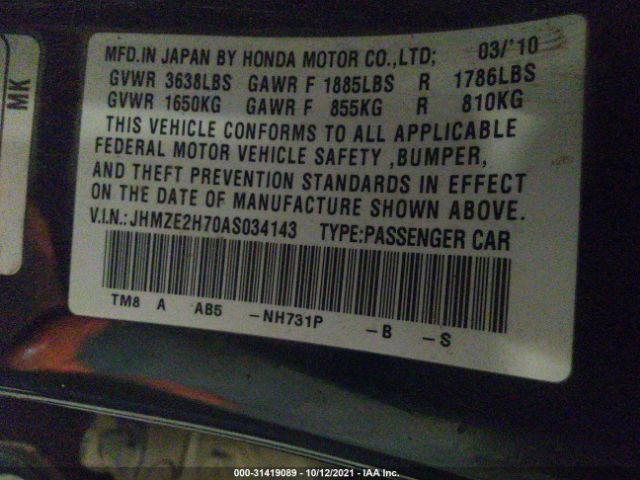 MFD.IN JAPAN BY HONDA MOTOR CO.,LTD; 03/'10
GVWR 3638LBS GAWR F 1885LBS R 1786LBS
GVWR 1650KG GAWR F 855KG R 810KG
THIS VEHICLE CONFORMS TO ALL APPLICABLE
FEDERAL MOTOR VEHICLE SAFETY ,BUMPER,
AND THEFT PREVENTION STANDARDS IN EFFECT
ON THE DATE OF MANUFACTURE SHOWN ABOVE.
V.I.N.:JHMZE2H70AS034143 TYPE:PASSENGER CAR
TM8 A AB5 -NH731P -B -S
MK
000-31419089 - 10/12/2021 - IAA Inc.